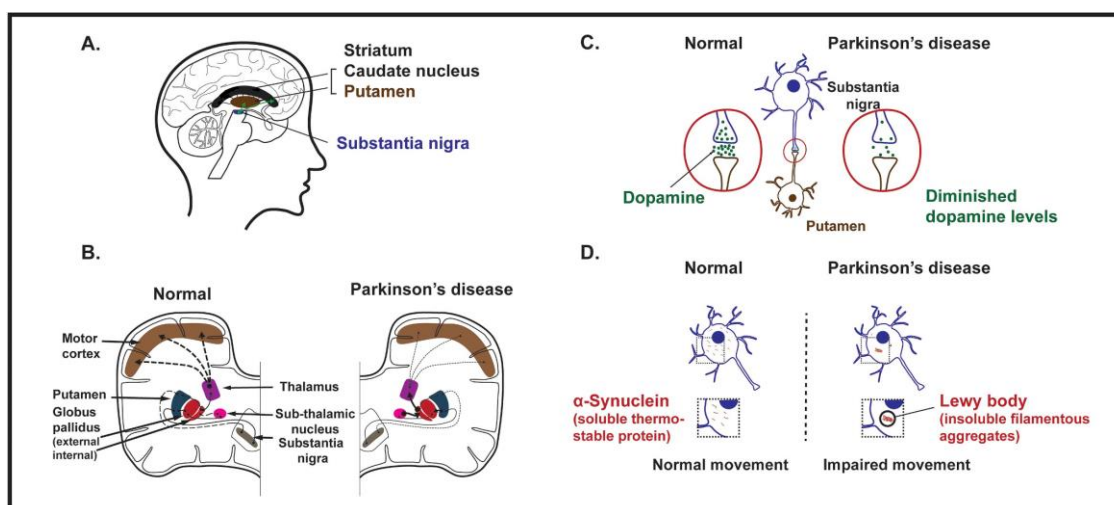 A.
Striatum
Caudate nucleus
Putamen
Substantia nigra
B.
Normal
Parkinson's disease
Motor
cortex
Putamen
Globus
pallidus
(external
internal)
Thalamus
Sub-thalamic
nucleus
Substantia
nigra
C.
Normal
Parkinson's disease
Substantia
nigra
Dopamine
Putamen
Diminished
dopamine levels
D.
Normal
Parkinson's disease
α-Synuclein
(soluble thermo-
stable protein)
Lewy body
(insoluble filamentous
aggregates)
Normal movement
Impaired movement